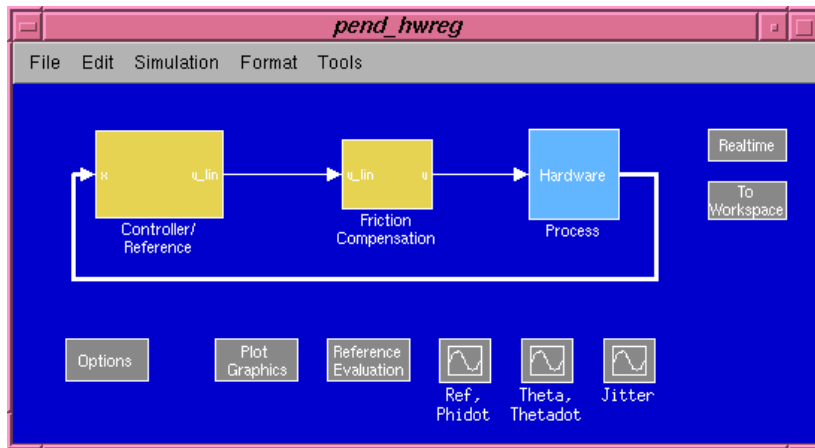 pend_hwreg
File Edit Simulation Format Tools
x
u_lin
u_lin
u
Hardware
Controller/
Reference
Friction
Compensation
Process
Realtime
To
Workspace
Options
Plot
Graphics
Reference
Evaluation
Ref,
Phidot
Theta,
Thetadot
Jitter